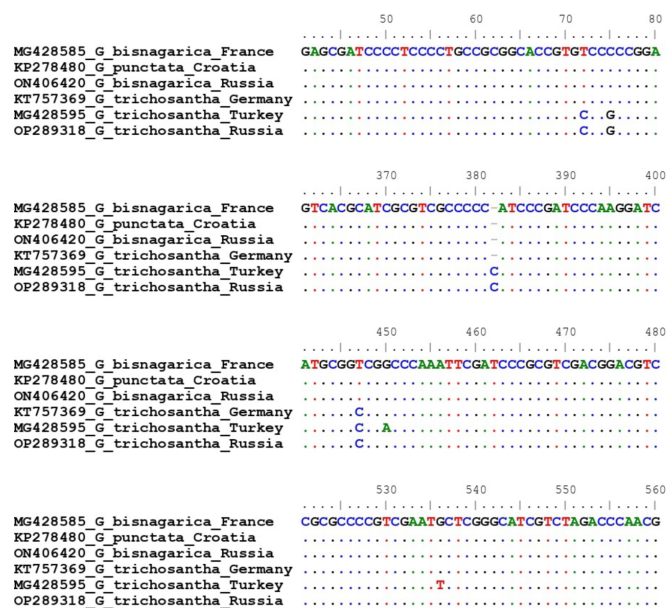 50 60 70 80
MG428585_G_bisnagarica_France GAGCGATCCCCTCCCCTGCCGCGGCACCGTGTCCCCCGGA
KP278480_G_punctata_Croatia ........................................
ON406420_G_bisnagarica_Russia ........................................
KT757369_G_trichosantha_Germany ........................................
MG428595_G_trichosantha_Turkey ...............................C..G.....
OP289318_G_trichosantha_Russia ...............................C..G.....
370 380 390 400
MG428585_G_bisnagarica_France GTCACGCATCGCGTCGCCCCC-ATCCCGATCCCAAGGATC
KP278480_G_punctata_Croatia .....................-..................
ON406420_G_bisnagarica_Russia .....................-..................
KT757369_G_trichosantha_Germany .....................-..................
MG428595_G_trichosantha_Turkey .....................C..................
OP289318_G_trichosantha_Russia .....................C..................
450 460 470 480
MG428585_G_bisnagarica_France ATGCGGTCGGCCCAAATTCGATCCCGCGTCGACGGACGTC
KP278480_G_punctata_Croatia ........................................
ON406420_G_bisnagarica_Russia ........................................
KT757369_G_trichosantha_Germany ......C.................................
MG428595_G_trichosantha_Turkey ......C..A..............................
OP289318_G_trichosantha_Russia ......C.................................
530 540 550 560
MG428585_G_bisnagarica_France CGCGCCCCGTCGAATGCTCGGGCATCGTCTAGACCCAACG
KP278480_G_punctata_Croatia ........................................
ON406420_G_bisnagarica_Russia ........................................
KT757369_G_trichosantha_Germany ........................................
MG428595_G_trichosantha_Turkey ...............T........................
OP289318_G_trichosantha_Russia ........................................